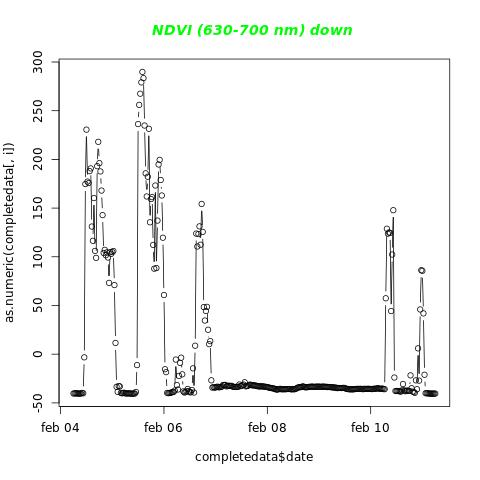 NDVI (630-700 nm) down
as.numeric(completedata[, i])
300
250
200
150
100
50
0
-50
feb 04
feb 06
feb 08
feb 10
completedata$date